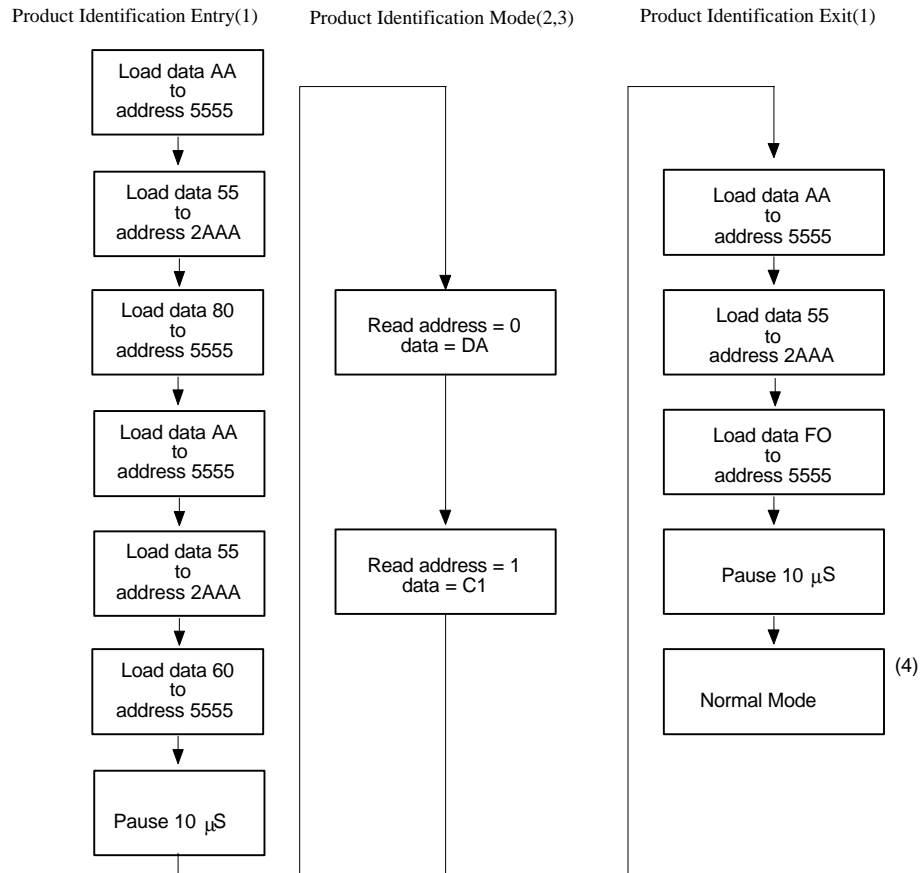 Product Identification Entry(1)
Load data AA
to
address 5555
Load data 55
to
address 2AAA
Load data 80
to
address 5555
Load data AA
to
address 5555
Load data 55
to
address 2AAA
Load data 60
to
address 5555
Pause 10 μS
Product Identification Mode(2,3)
Read address = 0
data = DA
Read address = 1
data = C1
Product Identification Exit(1)
Load data AA
to
address 5555
Load data 55
to
address 2AAA
Load data FO
to
address 5555
Pause 10 μS
Normal Mode
(4)